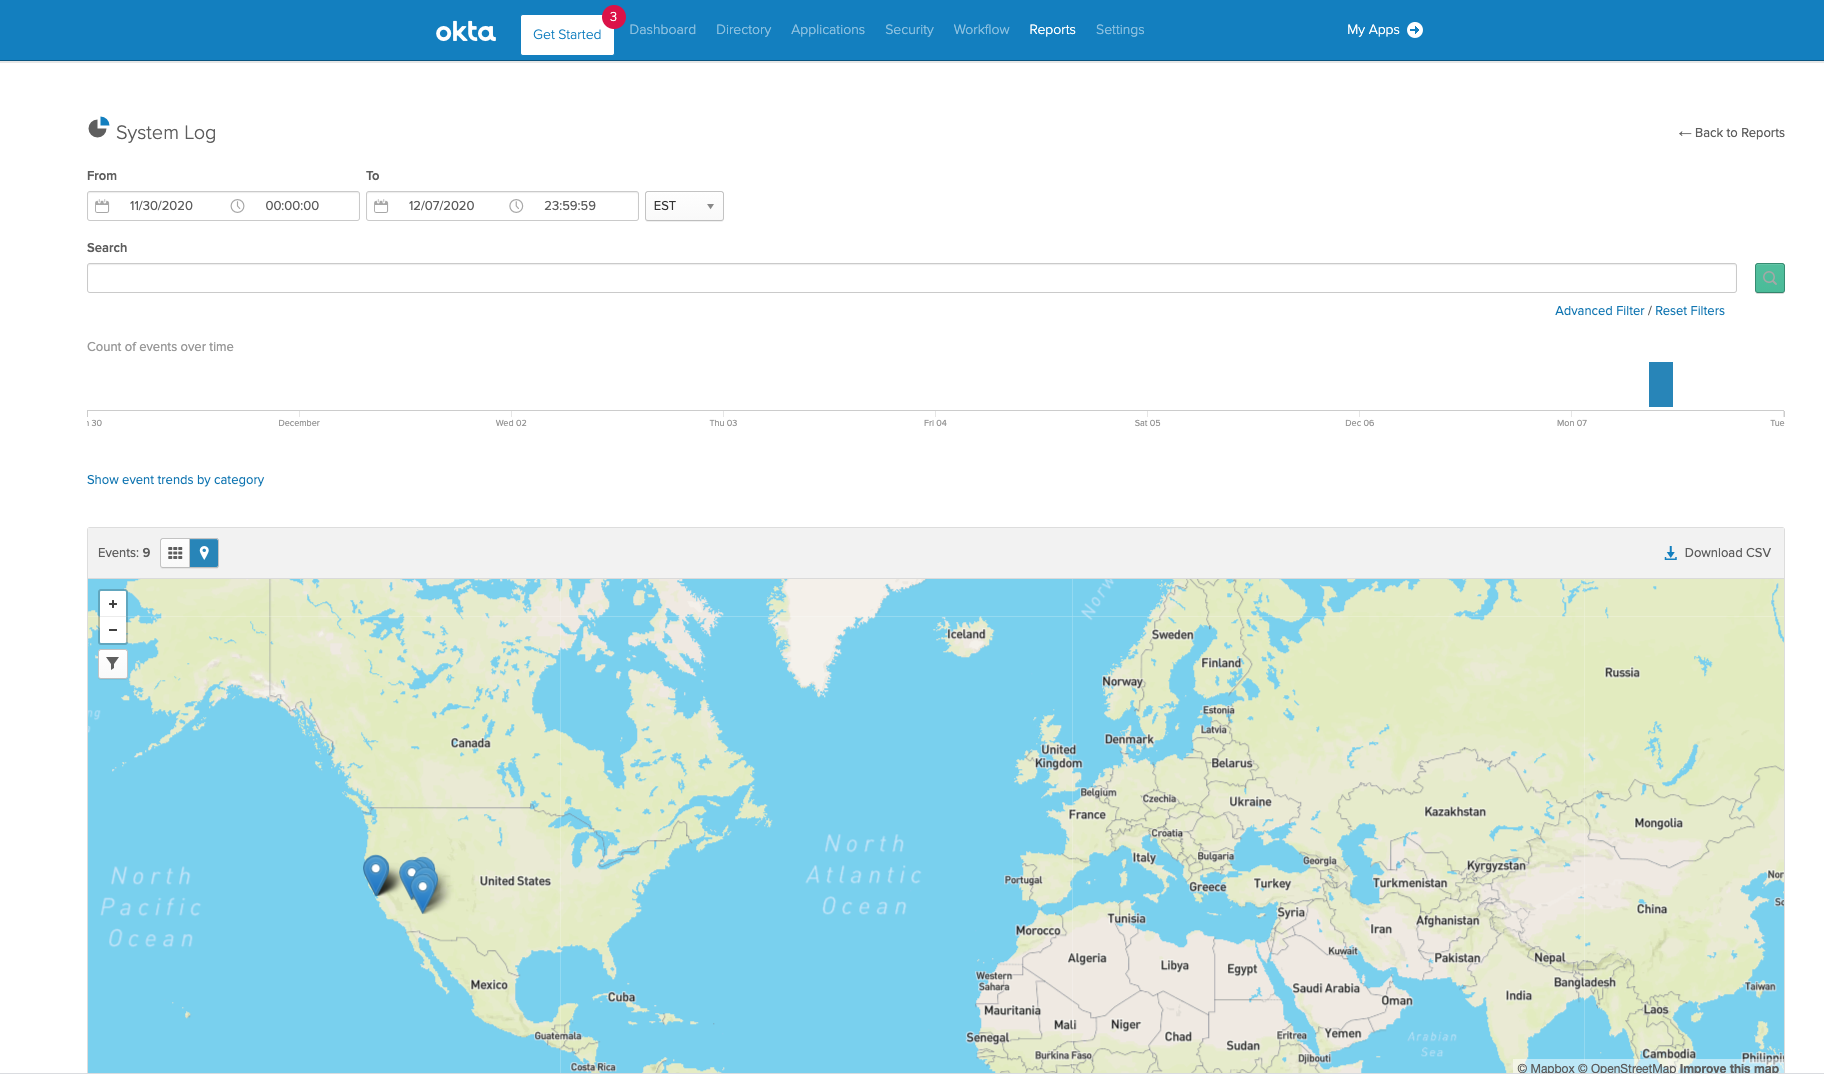 okta
Get Started
3
Dashboard
Directory
Applications
Security
Workflow
Reports
Settings
My Apps
System Log
← Back to Reports
From
To
11/30/2020
00:00:00
12/07/2020
23:59:59
EST
Search
Advanced Filter / Reset Filters
Count of events over time
30
December
Wed 02
Thu 03
Fri 04
Sat 05
Dec 06
Mon 07
Tue
Show event trends by category
Events: 9
Download CSV
+
−
Iceland
Sweden
Finland
Russia
Norway
Estonia
Latvia
Canada
Denmark
United
Kingdom
Belarus
Belgium
Czechia
Ukraine
France
Kazakhstan
Mongolia
Croatia
North
Atlantic
Ocean
Italy
Bulgaria
Georgia
Kyrgyzstan
North
Pacific
Ocean
United States
Portugal
Greece
Turkey
Turkmenistan
China
Tunisia
Syria
Afghanistan
Morocco
Iran
Kuwait
Algeria
Libya
Egypt
Pakistan
Nepal
Western
Sahara
Mexico
Cuba
Saudi Arabia
Bangladesh
Taiwan
Oman
India
Mauritania
Mali
Niger
Laos
Guatemala
Senegal
Chad
Sudan
Eritrea
Yemen
Arabian
Sea
Burkina Faso
Djibouti
Cambodia
Costa Rica
© Mapbox © OpenStreetMap Improve this map